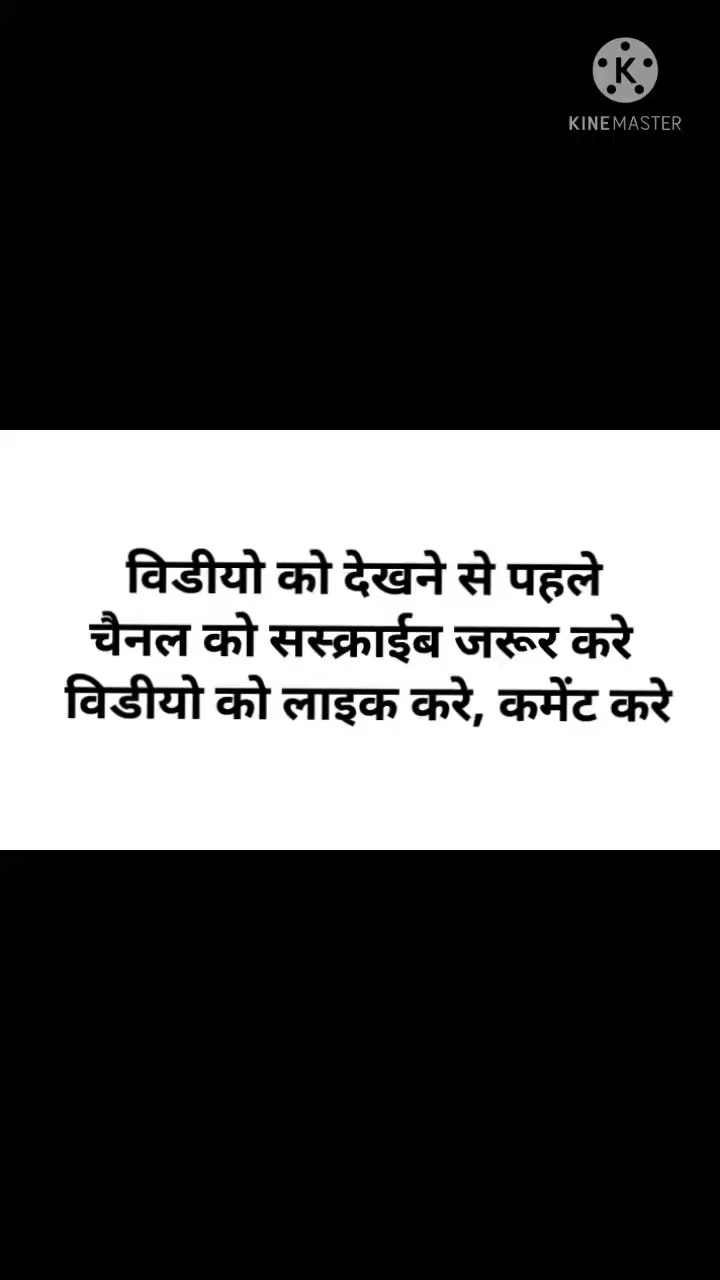 K
KINEMASTER
विडीयो को देखने से पहले
चैनल को सस्क्राईब जरूर करे
विडीयो को लाइक करे, कमेंट करे